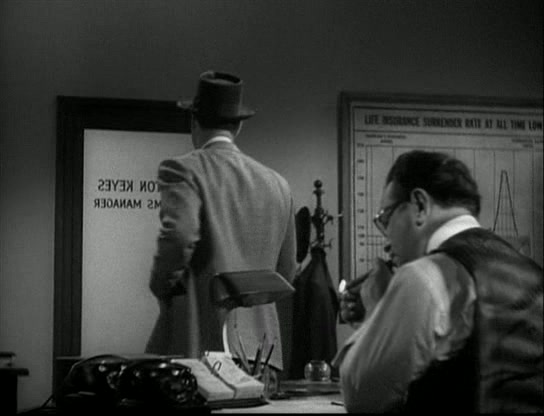 TON KEYES
MS MANAGER
LIFE INSURANCE SURRENDER RATE AT ALL TIME LOW